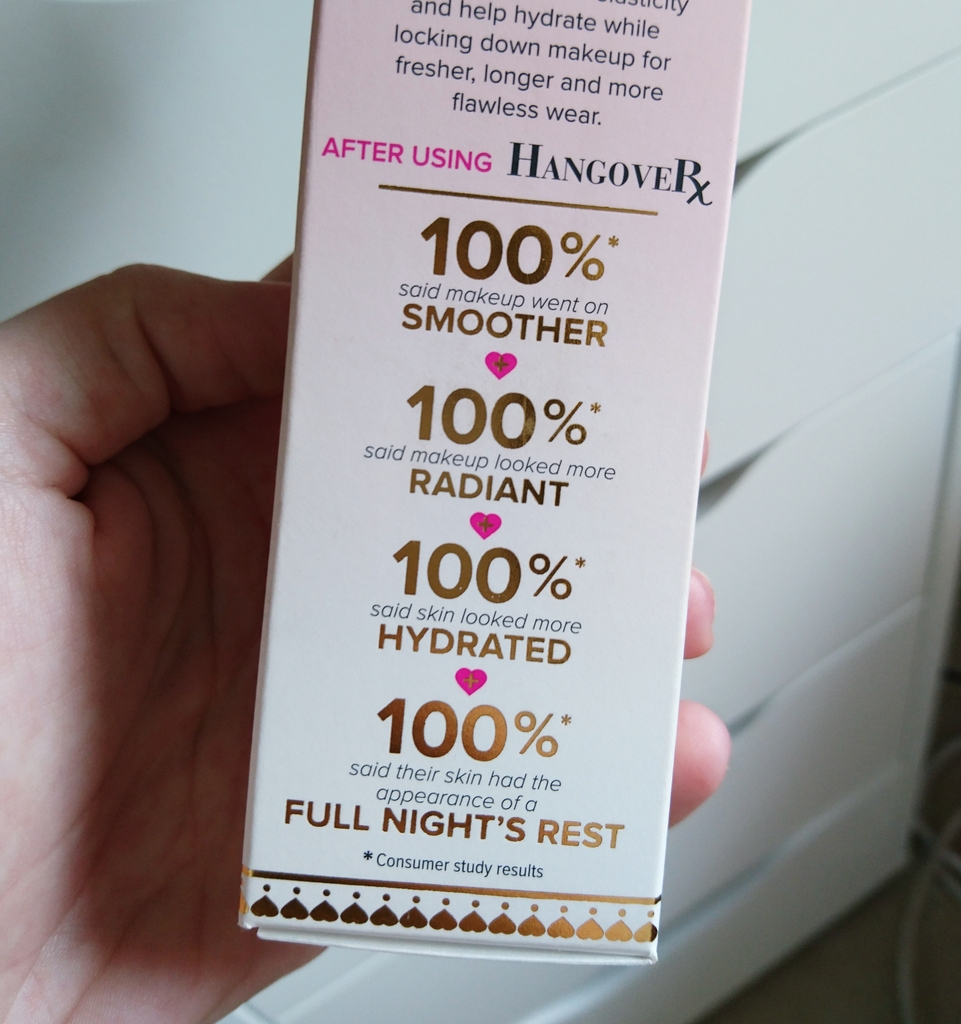 and help hydrate while
locking down makeup for
fresher, longer and more
flawless wear.
AFTER USING HANGOVERx
100%*
said makeup went on
SMOOTHER
100%*
said makeup looked more
RADIANT
100%*
said skin looked more
HYDRATED
100%*
said their skin had the
appearance of a
FULL NIGHT'S REST
* Consumer study results